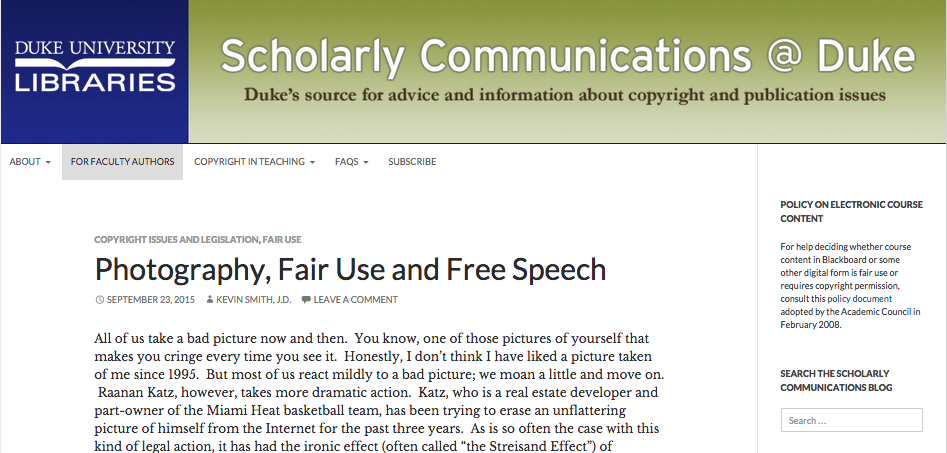 DUKE UNIVERSITY
LIBRARIES
Scholarly Communications @ Duke
Duke's source for advice and information about copyright and publication issues
ABOUT
FOR FACULTY AUTHORS
COPYRIGHT IN TEACHING
FAQS
SUBSCRIBE
COPYRIGHT ISSUES AND LEGISLATION, FAIR USE
Photography, Fair Use and Free Speech
SEPTEMBER 23, 2015 KEVIN SMITH, J.D. LEAVE A COMMENT
All of us take a bad picture now and then.  You know, one of those pictures of yourself that
makes you cringe every time you see it.  Honestly, I don't think I have liked a picture taken
of me since 1995.  But most of us react mildly to a bad picture; we moan a little and move on.
Raanan Katz, however, takes more dramatic action.  Katz, who is a real estate developer and
part-owner of the Miami Heat basketball team, has been trying to erase an unflattering
picture of himself from the Internet for the past three years.  As is so often the case with this
kind of legal action, it has had the ironic effect (often called “the Streisand Effect”) of
POLICY ON ELECTRONIC COURSE
CONTENT
For help deciding whether course
content in Blackboard or some
other digital form is fair use or
requires copyright permission,
consult this policy document
adopted by the Academic Council in
February 2008.
SEARCH THE SCHOLARLY
COMMUNICATIONS BLOG
Search …